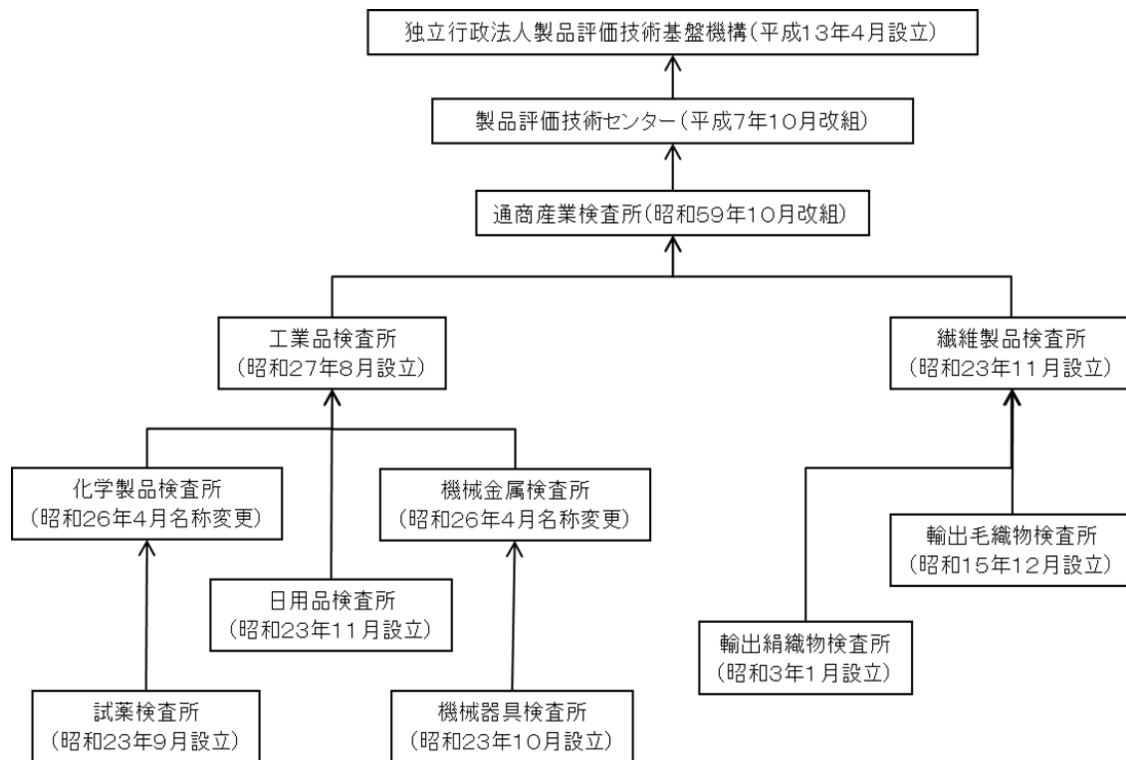 独立行政法人製品評価技術基盤機構(平成13年4月設立)
製品評価技術センター(平成7年10月改組)
通商産業検査所(昭和59年10月改組)
工業品検査所
(昭和27年8月設立)
繊維製品検査所
(昭和23年11月設立)
化学製品検査所
(昭和26年4月名称変更)
機械金属検査所
(昭和26年4月名称変更)
輸出毛織物検査所
(昭和15年12月設立)
日用品検査所
(昭和23年11月設立)
輸出絹織物検査所
(昭和3年1月設立)
試薬検査所
(昭和23年9月設立)
機械器具検査所
(昭和23年10月設立)